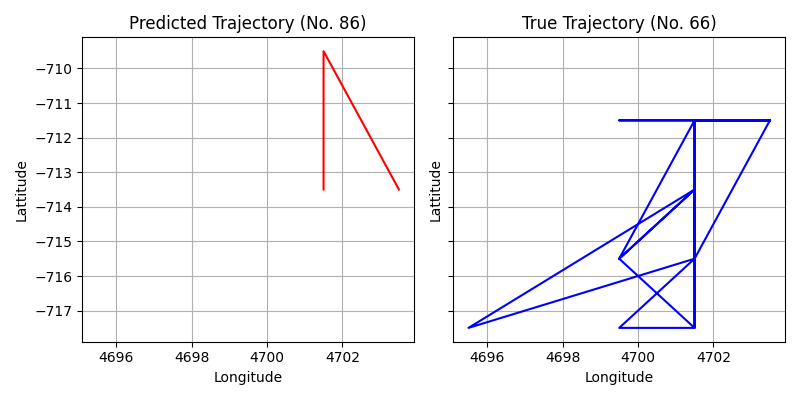 Predicted Trajectory (No. 86)
−710
−711
−712
−713
−714
−715
−716
−717
Lattitude
4696 4698 4700 4702
Longitude
True Trajectory (No. 66)
Lattitude
4696 4698 4700 4702
Longitude